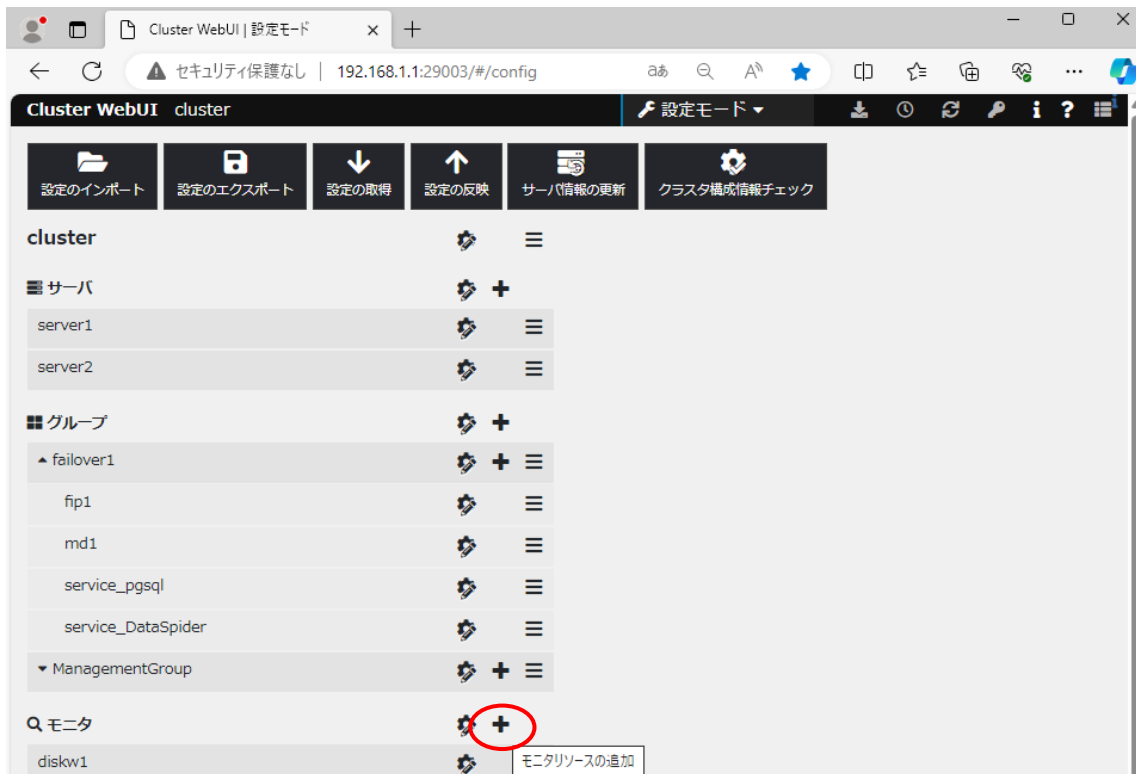 Cluster WebUI | 設定モード
セキュリティ保護なし | 192.168.1.1:29003/#/config
Cluster WebUI cluster 設定モード
設定のインポート 設定のエクスポート 設定の取得 設定の反映 サーバ情報の更新 クラスタ構成情報チェック
cluster
サーバ
server1
server2
グループ
failover1
fip1
md1
service_pgsql
service_DataSpider
ManagementGroup
モニタ
diskw1 モニタリソースの追加